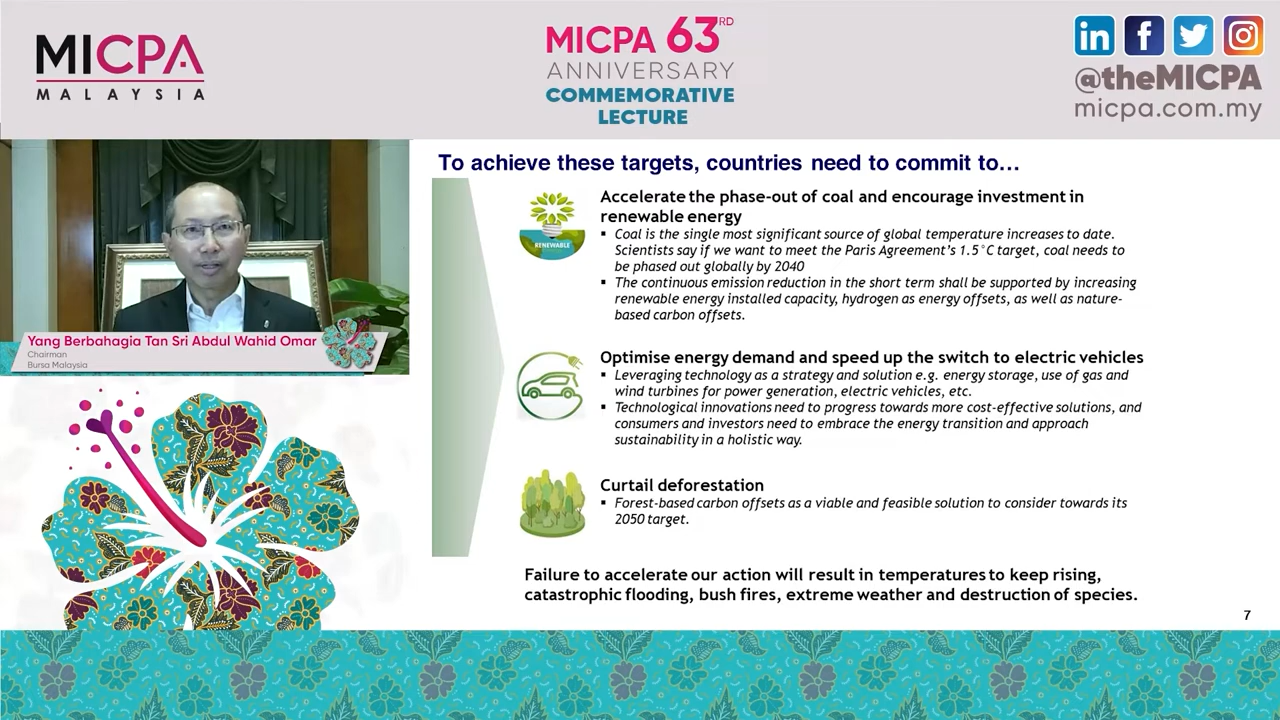 MICPA
MALAYSIA
MICPA 63RD
ANNIVERSARY
COMMEMORATIVE
LECTURE
@theMICPA
micpa.com.my
Yang Berbahagia Tan Sri Abdul Wahid Omar
Chairman
Bursa Malaysia
To achieve these targets, countries need to commit to…
RENEWABLE
Accelerate the phase-out of coal and encourage investment in
renewable energy
▪ Coal is the single most significant source of global temperature increases to date.
Scientists say if we want to meet the Paris Agreement’s 1.5°C target, coal needs to
be phased out globally by 2040
▪ The continuous emission reduction in the short term shall be supported by increasing
renewable energy installed capacity, hydrogen as energy offsets, as well as nature-
based carbon offsets.
Optimise energy demand and speed up the switch to electric vehicles
▪ Leveraging technology as a strategy and solution e.g. energy storage, use of gas and
wind turbines for power generation, electric vehicles, etc.
▪ Technological innovations need to progress towards more cost-effective solutions, and
consumers and investors need to embrace the energy transition and approach
sustainability in a holistic way.
Curtail deforestation
▪ Forest-based carbon offsets as a viable and feasible solution to consider towards its
2050 target.
Failure to accelerate our action will result in temperatures to keep rising,
catastrophic flooding, bush fires, extreme weather and destruction of species.
7